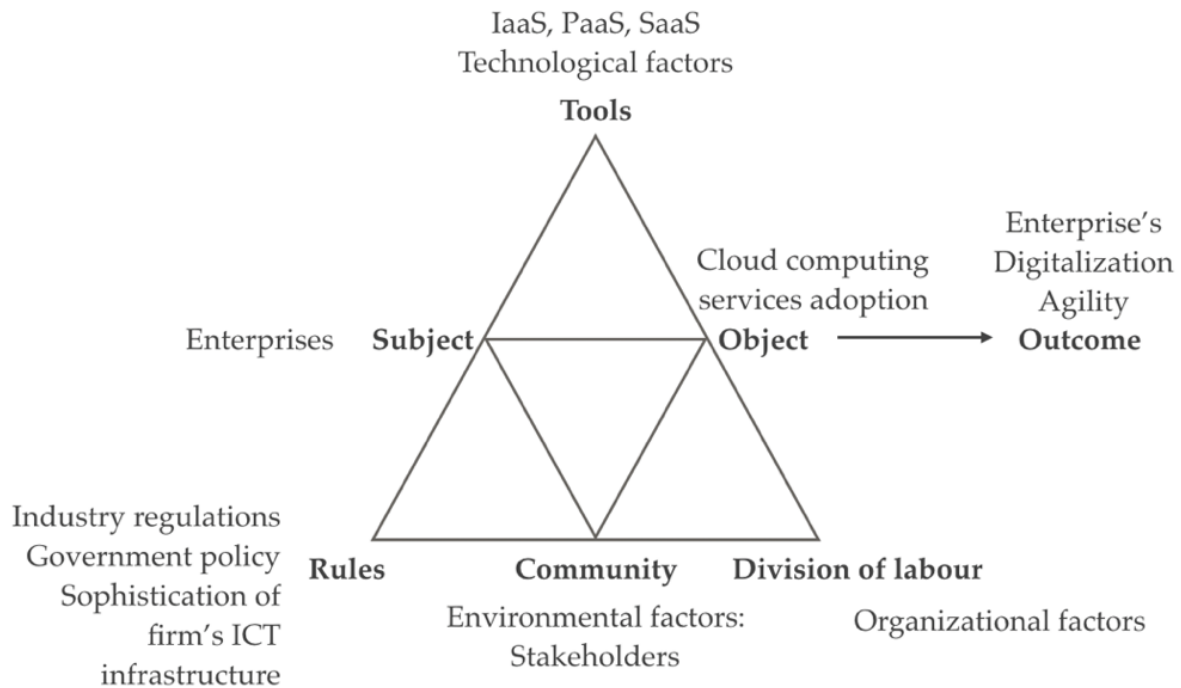 IaaS, PaaS, SaaS
Technological factors
Tools
Enterprise’s
Digitalization
Agility
Cloud computing
services adoption
Enterprises Subject Object Outcome
Industry regulations
Government policy
Sophistication of
firm’s ICT
infrastructure
Rules Community Division of labour
Environmental factors:
Stakeholders
Organizational factors